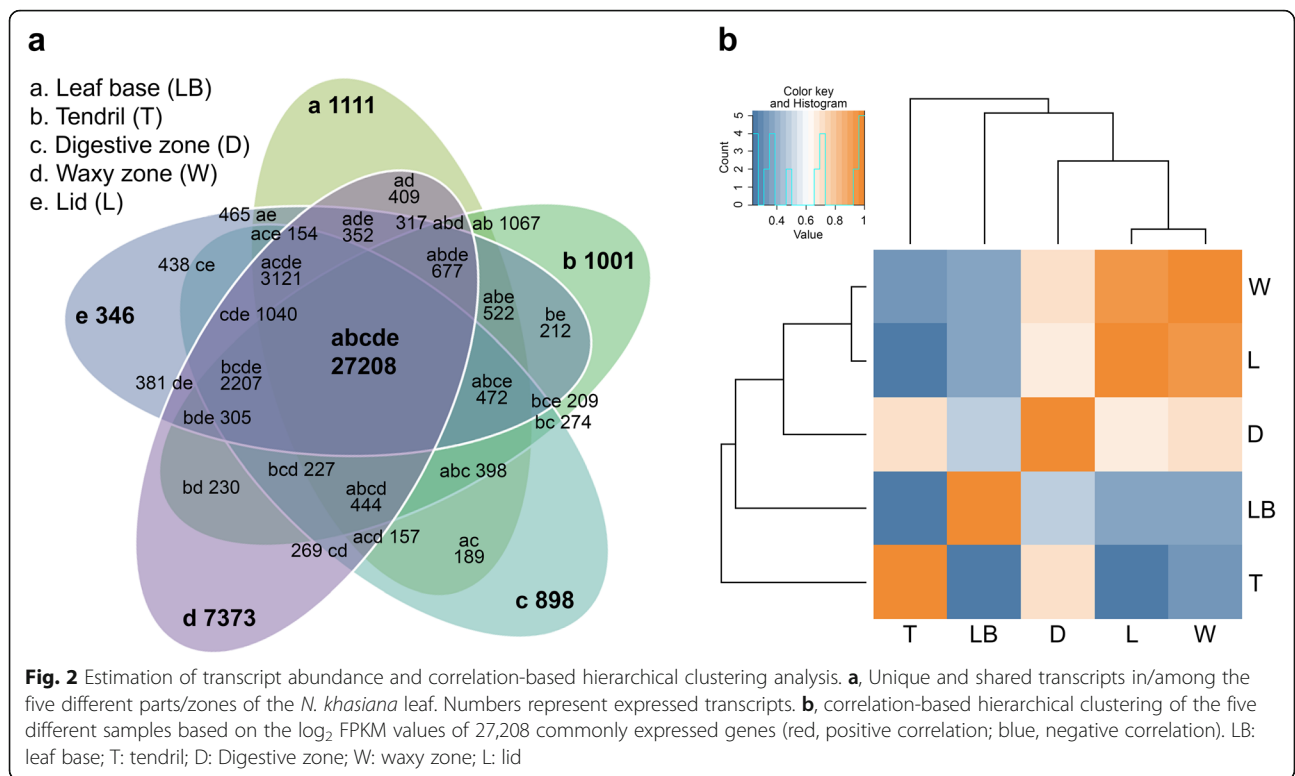 a
a. Leaf base (LB)
b. Tendril (T)
c. Digestive zone (D)
d. Waxy zone (W)
e. Lid (L)
a 1111
ad
409
465 ae
ade
352
317 abd
ab 1067
ace 154
438 ce
acde
3121
abde
677
b 1001
abe
522
be
212
e 346
cde 1040
abcde
27208
381 de
bcde
2207
abce
472
bce 209
bc 274
bde 305
bcd 227
abc 398
bd 230
abcd
444
269 cd
acd 157
ac
189
d 7373
c 898
b
Color key
and Histogram
Count
5
4
3
2
1
0
0.4 0.6 0.8 1
Value
W
L
D
LB
T
T LB D L W
Fig. 2 Estimation of transcript abundance and correlation-based hierarchical clustering analysis. a, Unique and shared transcripts in/among the
five different parts/zones of the N. khasiana leaf. Numbers represent expressed transcripts. b, correlation-based hierarchical clustering of the five
different samples based on the log2 FPKM values of 27,208 commonly expressed genes (red, positive correlation; blue, negative correlation). LB:
leaf base; T: tendril; D: Digestive zone; W: waxy zone; L: lid